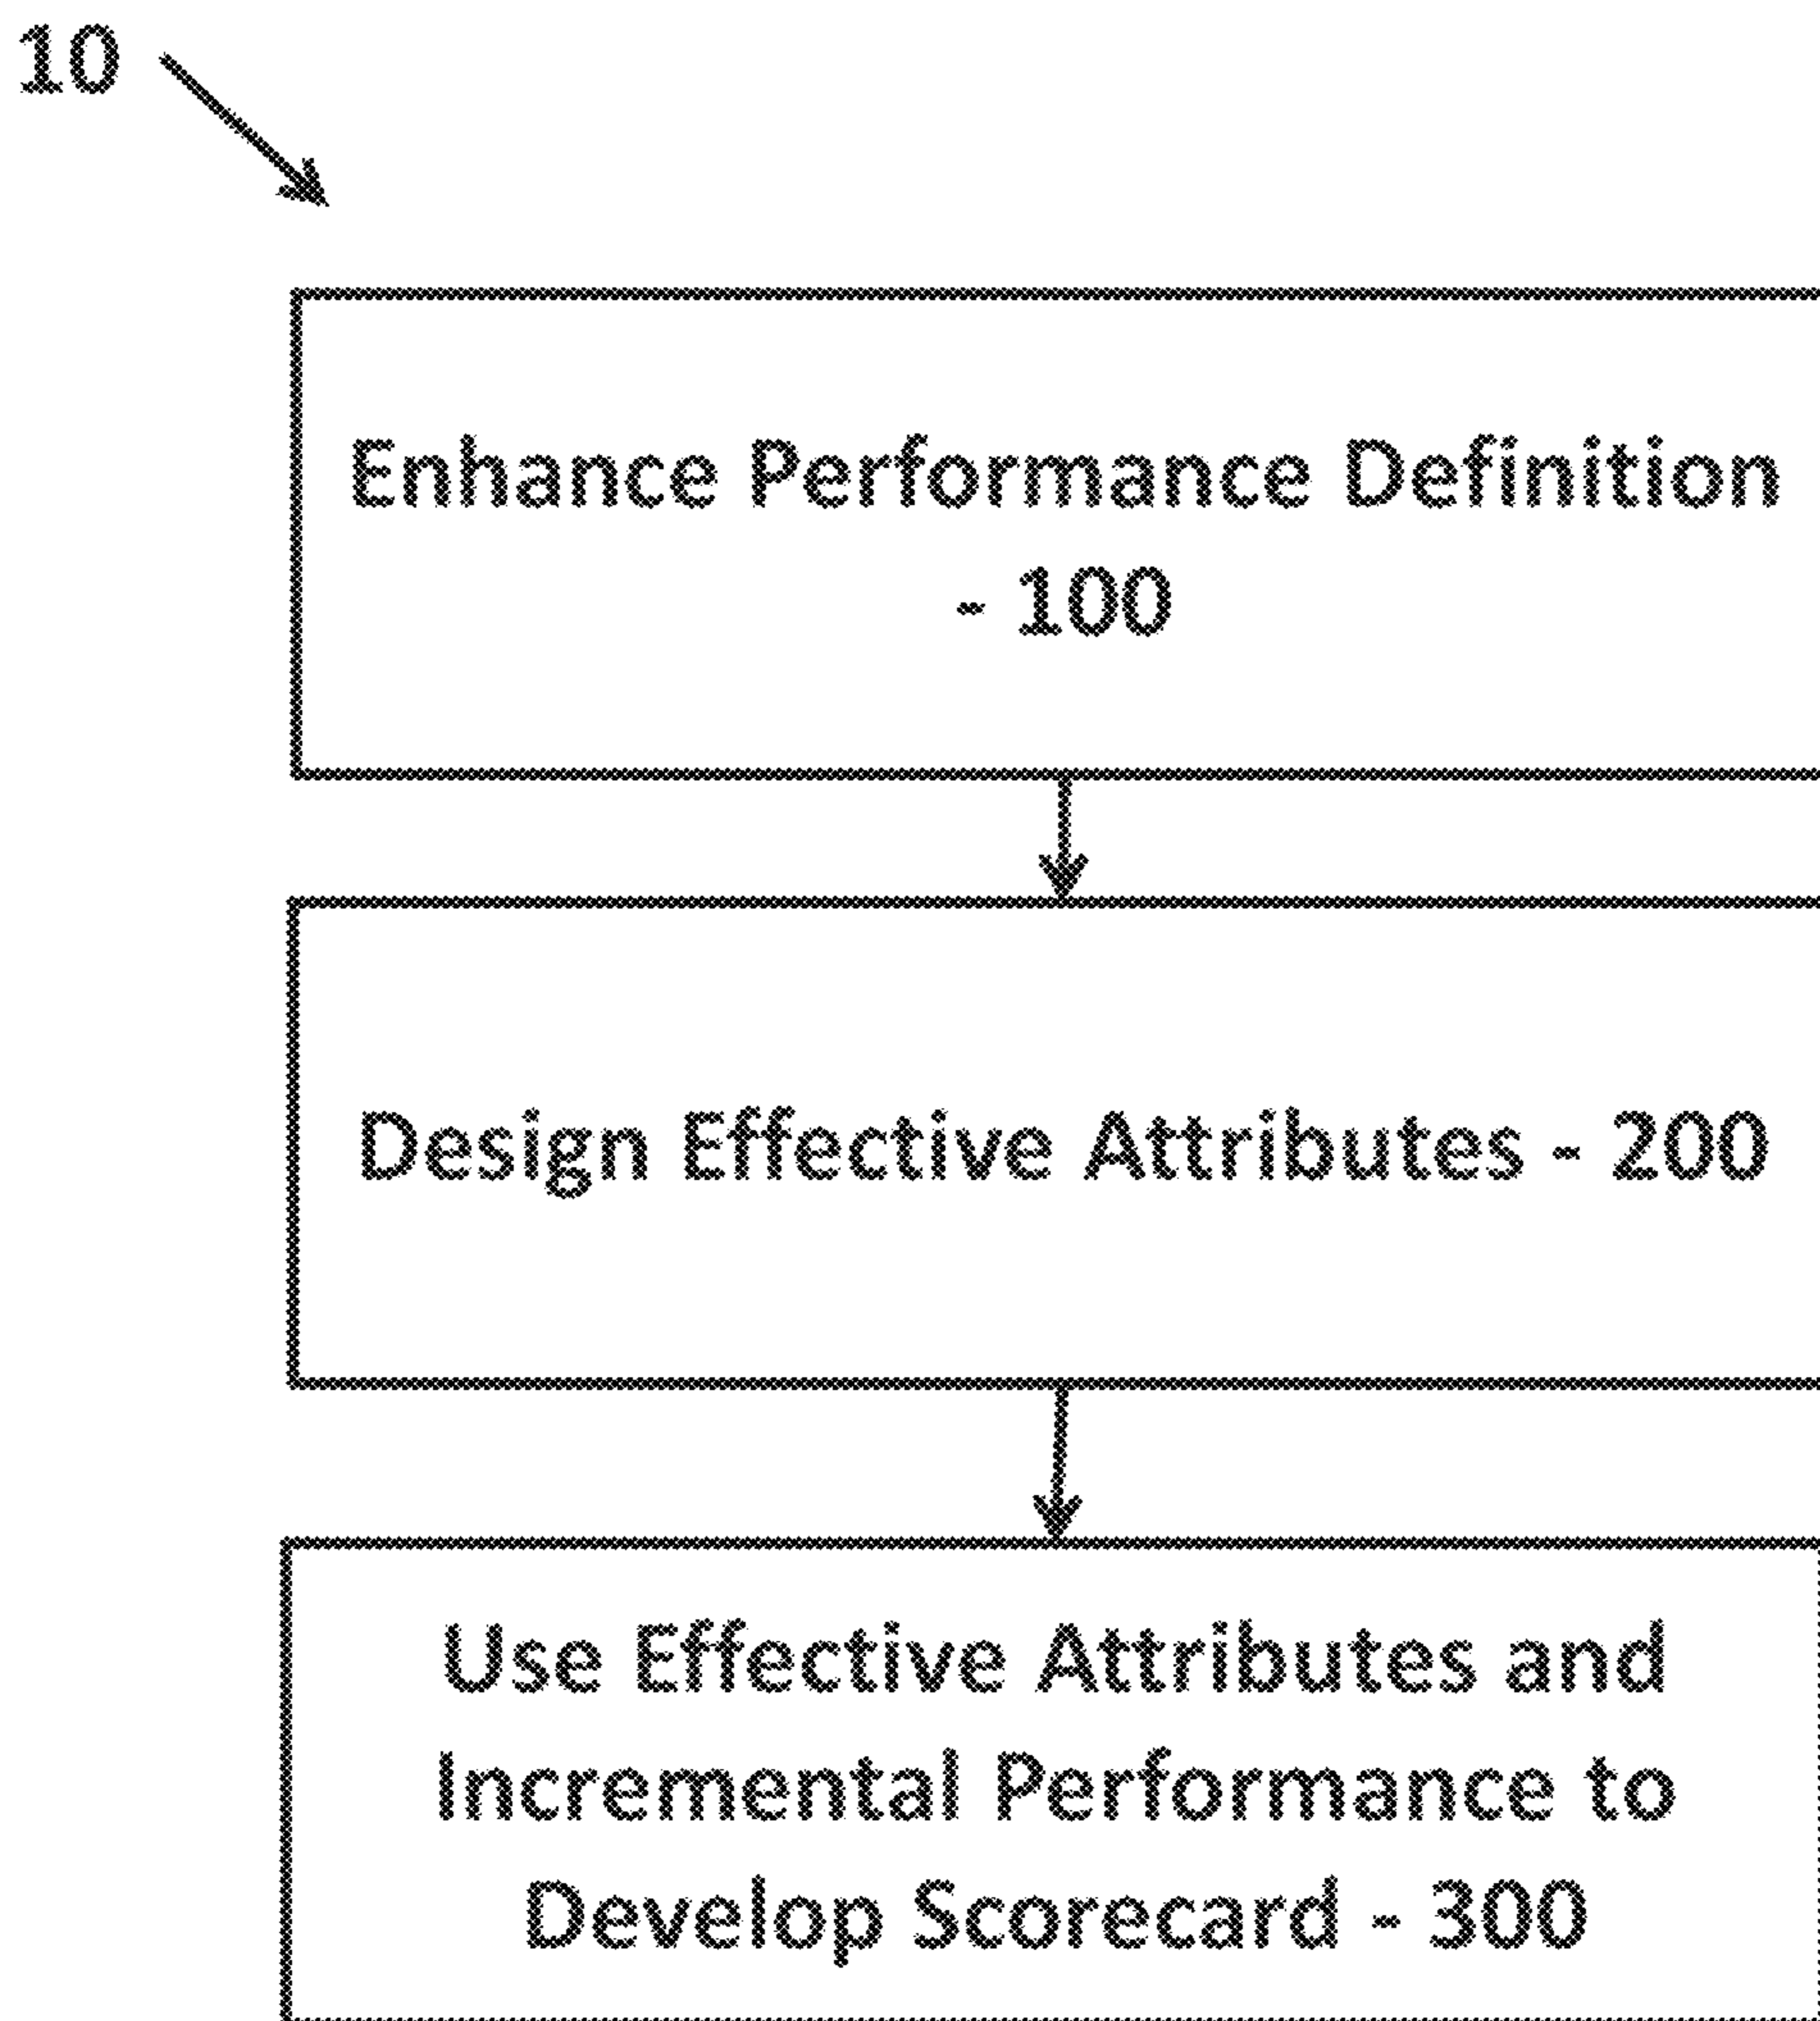 10
Enhance Performance Definition
- 100
Design Effective Attributes - 200
Use Effective Attributes and
Incremental Performance to
Develop Scorecard - 300